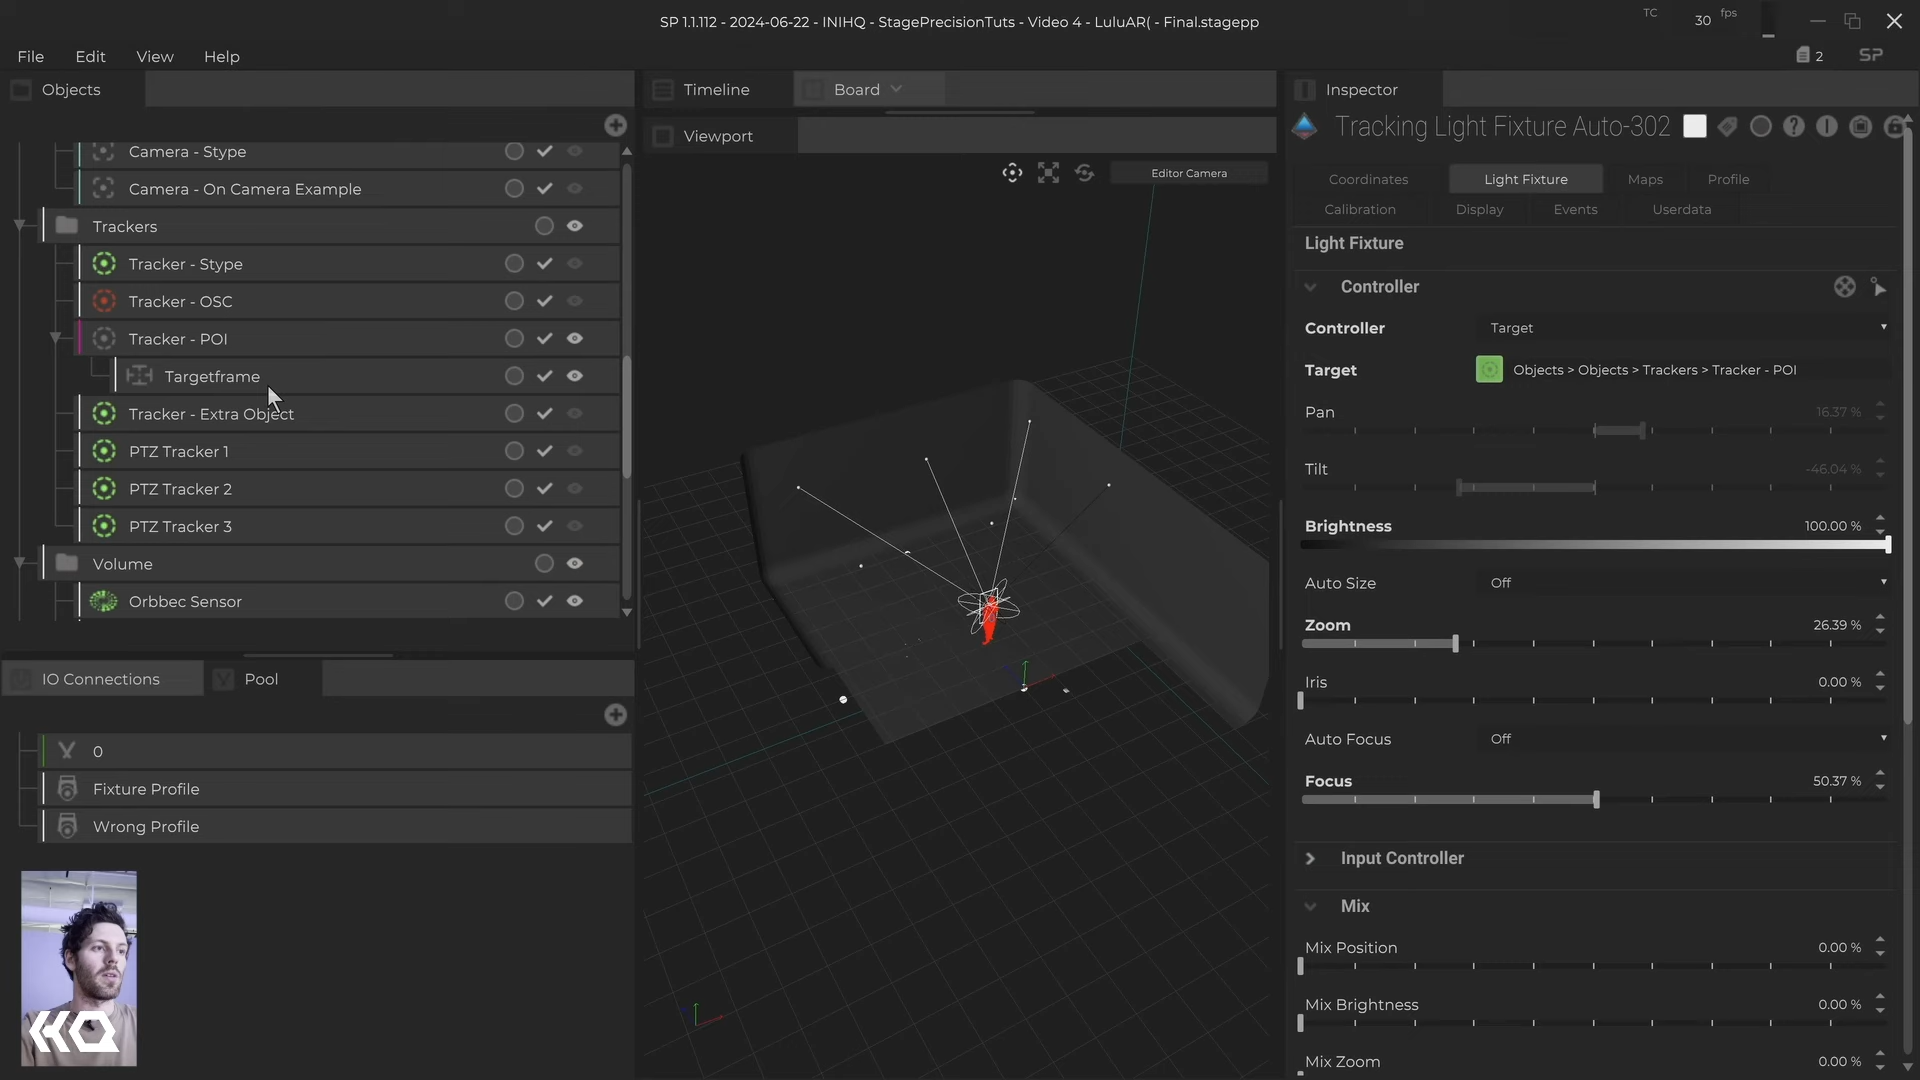 SP 1.1.112 - 2024-06-22 - INIHQ - StagePrecisionTuts - Video 4 - LuluAR( - Final.stagepp
TC 30 fps
File Edit View Help
2 SP
Objects
Timeline
Board
Inspector
Viewport
Tracking Light Fixture Auto-302
Editor Camera
Camera - Stype
Camera - On Camera Example
Trackers
Tracker - Stype
Tracker - OSC
Tracker - POI
Targetframe
Tracker - Extra Object
PTZ Tracker 1
PTZ Tracker 2
PTZ Tracker 3
Volume
Orbbec Sensor
IO Connections
Pool
0
Fixture Profile
Wrong Profile
HQ
Coordinates Light Fixture Maps Profile
Calibration Display Events Userdata
Light Fixture
Controller
Controller Target
Target Objects > Objects > Trackers > Tracker - POI
Pan 16.37 %
Tilt -46.04 %
Brightness 100.00 %
Auto Size Off
Zoom 26.39 %
Iris 0.00 %
Auto Focus Off
Focus 50.37 %
Input Controller
Mix
Mix Position 0.00 %
Mix Brightness 0.00 %
Mix Zoom 0.00 %